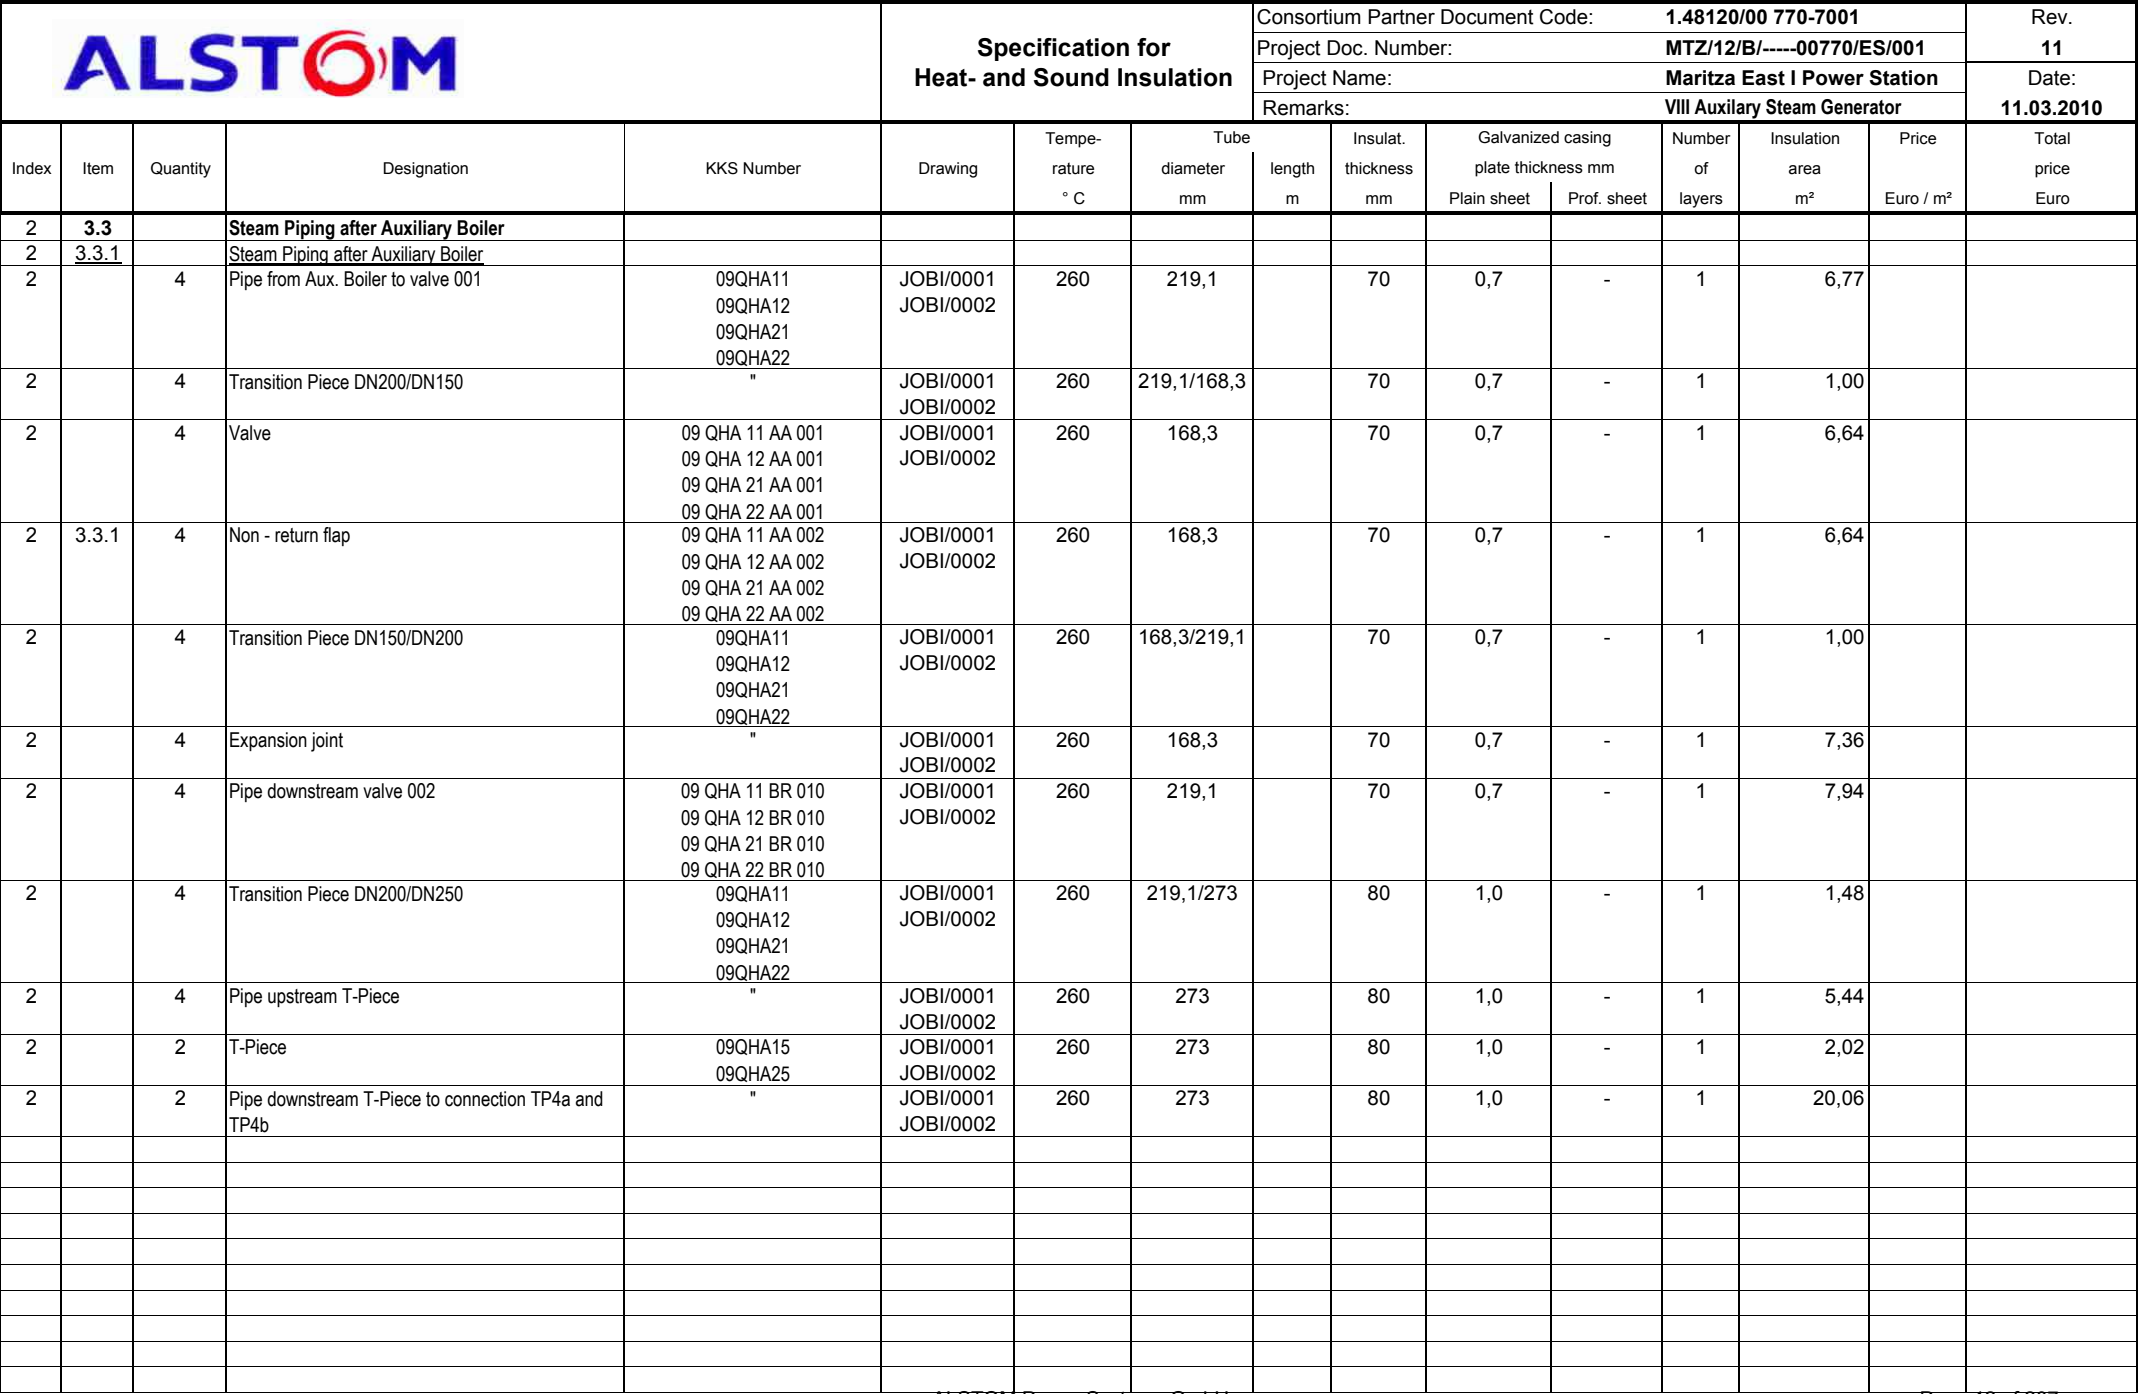 ALSTOM
Specification for
Heat- and Sound Insulation
Consortium Partner Document Code: 1.48120/00 770-7001
Project Doc. Number: MTZ/12/B/-----00770/ES/001
Project Name: Maritza East I Power Station
Remarks: VIII Auxilary Steam Generator
Rev.
11
Date:
11.03.2010
Index Item Quantity Designation KKS Number Drawing Tempe- rature ° C Tube diameter mm length m Insulat. thickness mm Galvanized casing plate thickness mm Plain sheet Prof. sheet Number of layers Insulation area m² Price Euro / m² Total price Euro
2 3.3 Steam Piping after Auxiliary Boiler
2 3.3.1 Steam Piping after Auxiliary Boiler
2 4 Pipe from Aux. Boiler to valve 001 09QHA11 JOBI/0001 260 219,1 70 0,7 - 1 6,77
09QHA12 JOBI/0002
09QHA21
09QHA22
2 4 Transition Piece DN200/DN150 " JOBI/0001 260 219,1/168,3 70 0,7 - 1 1,00
JOBI/0002
2 4 Valve 09 QHA 11 AA 001 JOBI/0001 260 168,3 70 0,7 - 1 6,64
09 QHA 12 AA 001 JOBI/0002
09 QHA 21 AA 001
09 QHA 22 AA 001
2 3.3.1 4 Non - return flap 09 QHA 11 AA 002 JOBI/0001 260 168,3 70 0,7 - 1 6,64
09 QHA 12 AA 002 JOBI/0002
09 QHA 21 AA 002
09 QHA 22 AA 002
2 4 Transition Piece DN150/DN200 09QHA11 JOBI/0001 260 168,3/219,1 70 0,7 - 1 1,00
09QHA12 JOBI/0002
09QHA21
09QHA22
2 4 Expansion joint " JOBI/0001 260 168,3 70 0,7 - 1 7,36
JOBI/0002
2 4 Pipe downstream valve 002 09 QHA 11 BR 010 JOBI/0001 260 219,1 70 0,7 - 1 7,94
09 QHA 12 BR 010 JOBI/0002
09 QHA 21 BR 010
09 QHA 22 BR 010
2 4 Transition Piece DN200/DN250 09QHA11 JOBI/0001 260 219,1/273 80 1,0 - 1 1,48
09QHA12 JOBI/0002
09QHA21
09QHA22
2 4 Pipe upstream T-Piece " JOBI/0001 260 273 80 1,0 - 1 5,44
JOBI/0002
2 2 T-Piece 09QHA15 JOBI/0001 260 273 80 1,0 - 1 2,02
09QHA25 JOBI/0002
2 2 Pipe downstream T-Piece to connection TP4a and " JOBI/0001 260 273 80 1,0 - 1 20,06
TP4b JOBI/0002